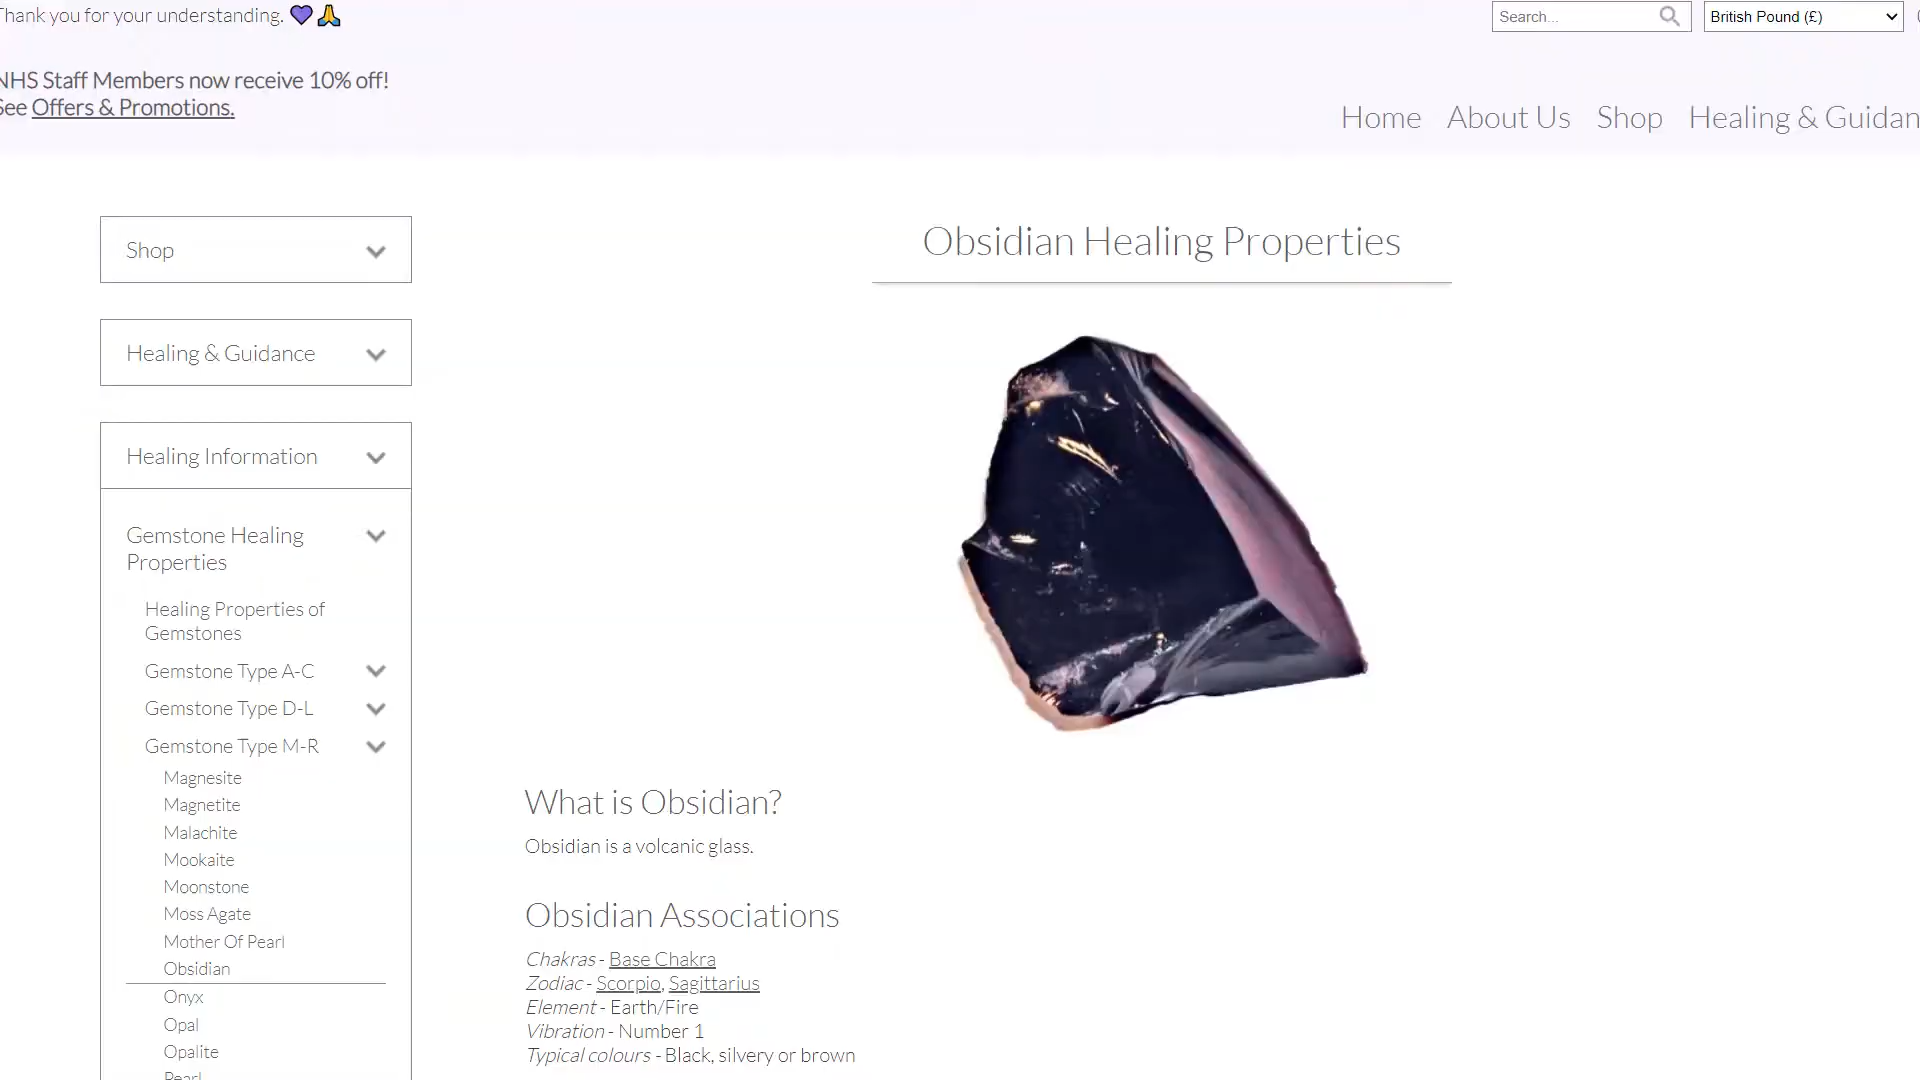 Thank you for your understanding. 💜🙏
Search...
British Pound (£)
NHS Staff Members now receive 10% off!
See Offers & Promotions.
Home About Us Shop Healing &
Shop
Healing & Guidance
Healing Information
Gemstone Healing
Properties
Healing Properties of
Gemstones
Gemstone Type A-C
Gemstone Type D-L
Gemstone Type M-R
Magnesite
Magnetite
Malachite
Mookaite
Moonstone
Moss Agate
Mother Of Pearl
Obsidian
Onyx
Opal
Opalite
Pearl
Obsidian Healing Properties
What is Obsidian?
Obsidian is a volcanic glass.
Obsidian Associations
Chakras - Base Chakra
Zodiac - Scorpio, Sagittarius
Element - Earth/Fire
Vibration - Number 1
Typical colours - Black, silvery or brown